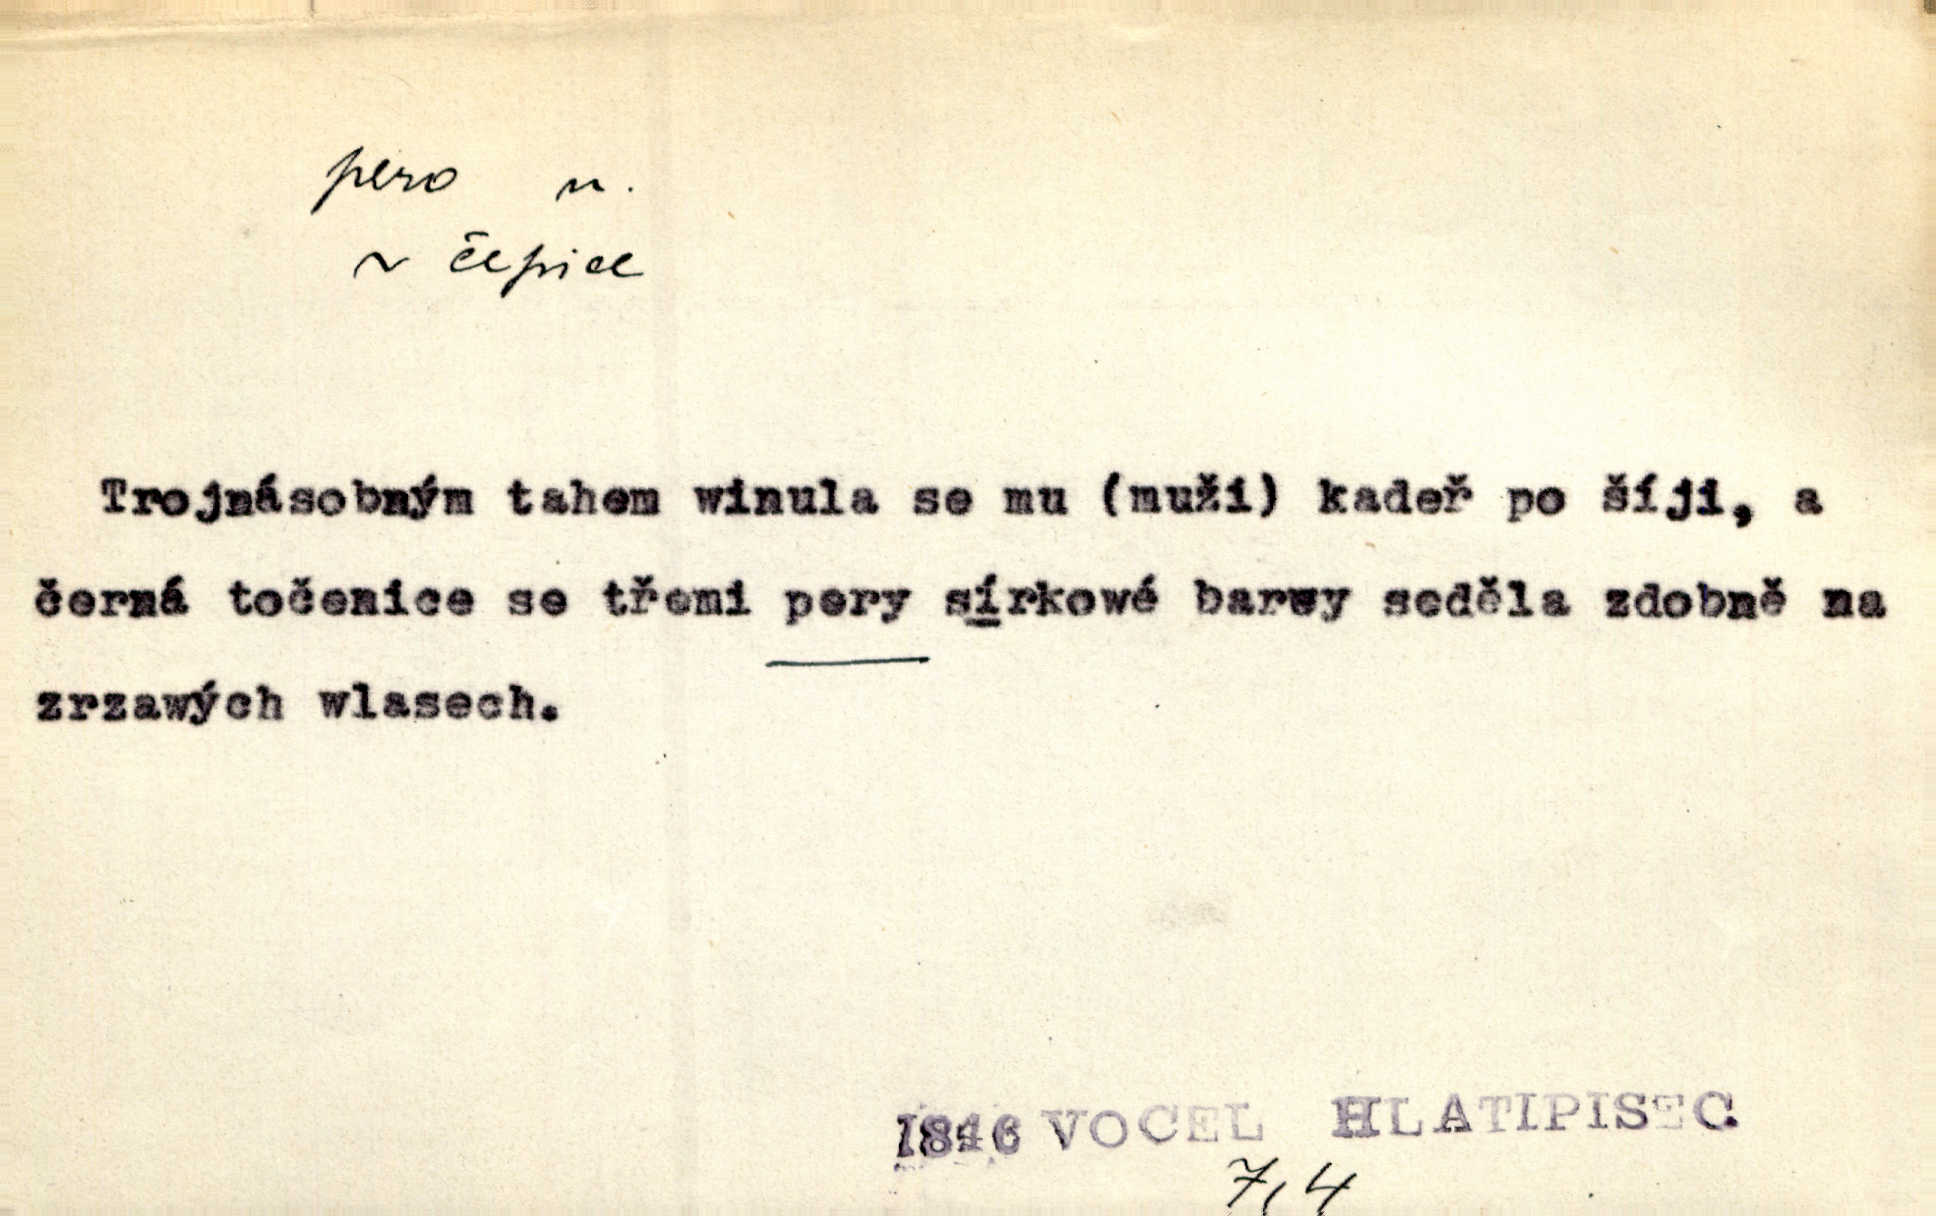 pero n.
~ čepice
Trojnásobným tahem winula se mu (muži) kadeř po šíji, a
černá točenice se třemi pery sírkowé barwy seděla zdobně na
zrzawých wlasech.
1846 VOCEL HLATIPISEC
7,4